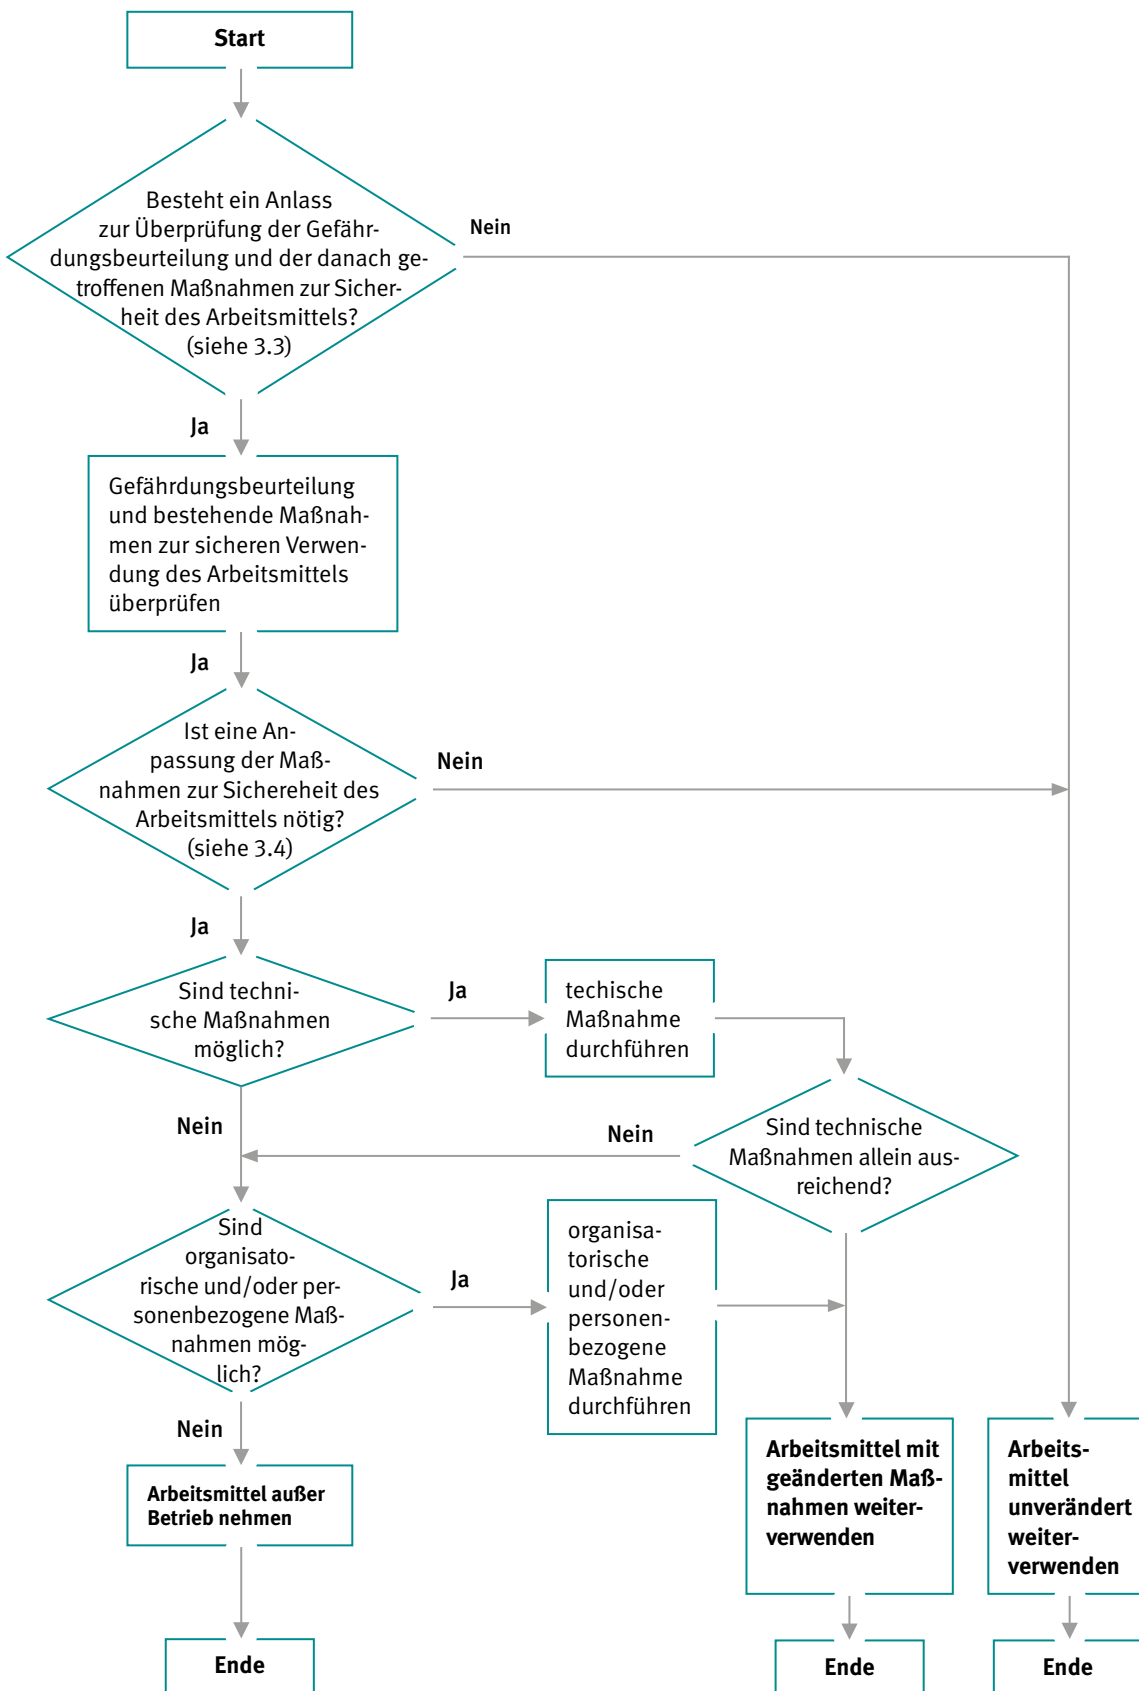 Start
Besteht ein Anlass
zur Überprüfung der Gefähr-
dungsbeurteilung und der danach ge-
troffenen Maßnahmen zur Sicher-
heit des Arbeitsmittels?
(siehe 3.3)
Nein
Ja
Gefährdungsbeurteilung
und bestehende Maßnah-
men zur sicheren Verwen-
dung des Arbeitsmittels
überprüfen
Ja
Ist eine An-
passung der Maß-
nahmen zur Sichereheit des
Arbeitsmittels nötig?
(siehe 3.4)
Nein
Ja
Sind techni-
sche Maßnahmen
möglich?
Ja
techische
Maßnahme
durchführen
Nein
Nein
Sind technische
Maßnahmen allein aus-
reichend?
Sind
organisato-
rische und/oder per-
sonenbezogene Maß-
nahmen mög-
lich?
Ja
organisa-
torische
und/oder
personen-
bezogene
Maßnahme
durchführen
Nein
Arbeitsmittel außer
Betrieb nehmen
Arbeitsmittel mit
geänderten Maß-
nahmen weiter-
verwenden
Arbeits-
mittel
unverändert
weiter-
verwenden
Ende
Ende
Ende